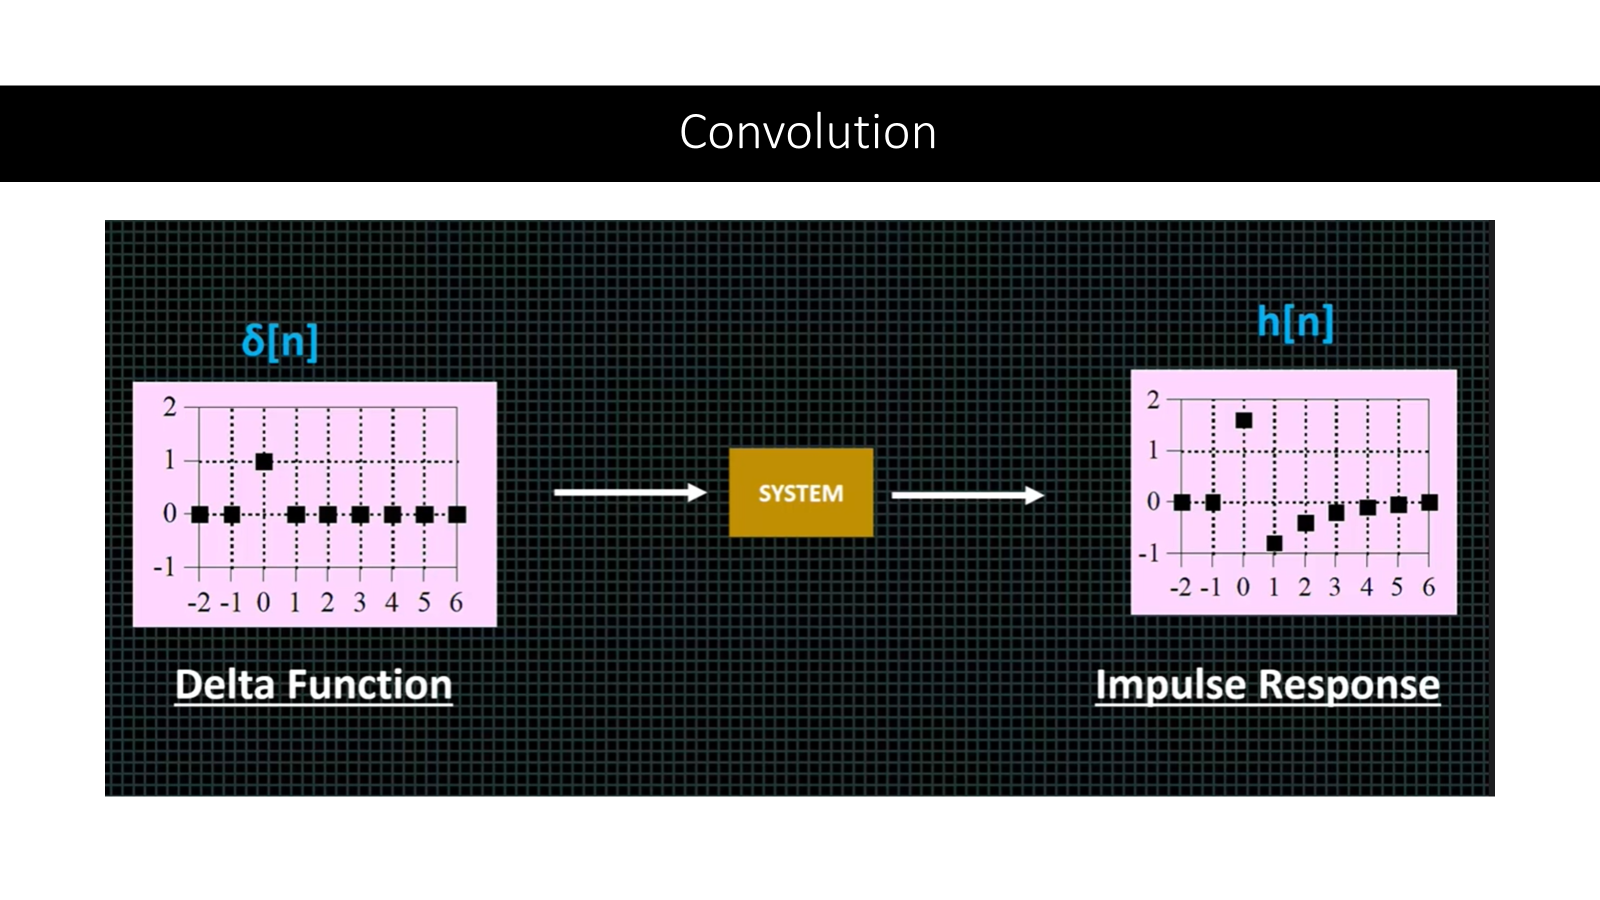 Convolution
δ[n]
2
1
0
-1
-2 -1 0 1 2 3 4 5 6
Delta Function
SYSTEM
h[n]
2
1
0
-1
-2 -1 0 1 2 3 4 5 6
Impulse Response